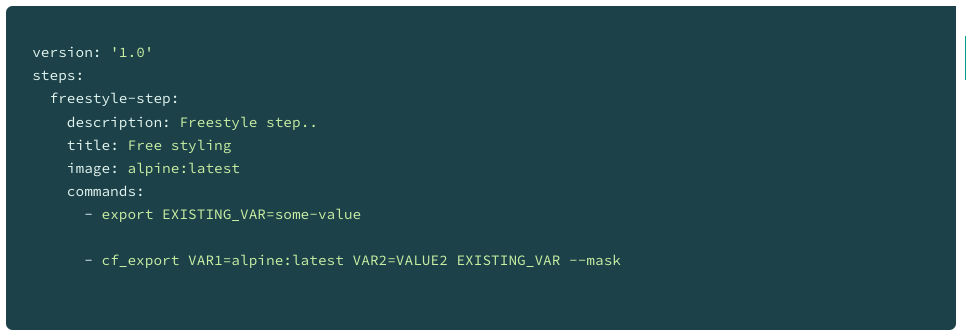 version: '1.0'
steps:
  freestyle-step:
    description: Freestyle step..
    title: Free styling
    image: alpine:latest
    commands:
      - export EXISTING_VAR=some-value
      - cf_export VAR1=alpine:latest VAR2=VALUE2 EXISTING_VAR --mask